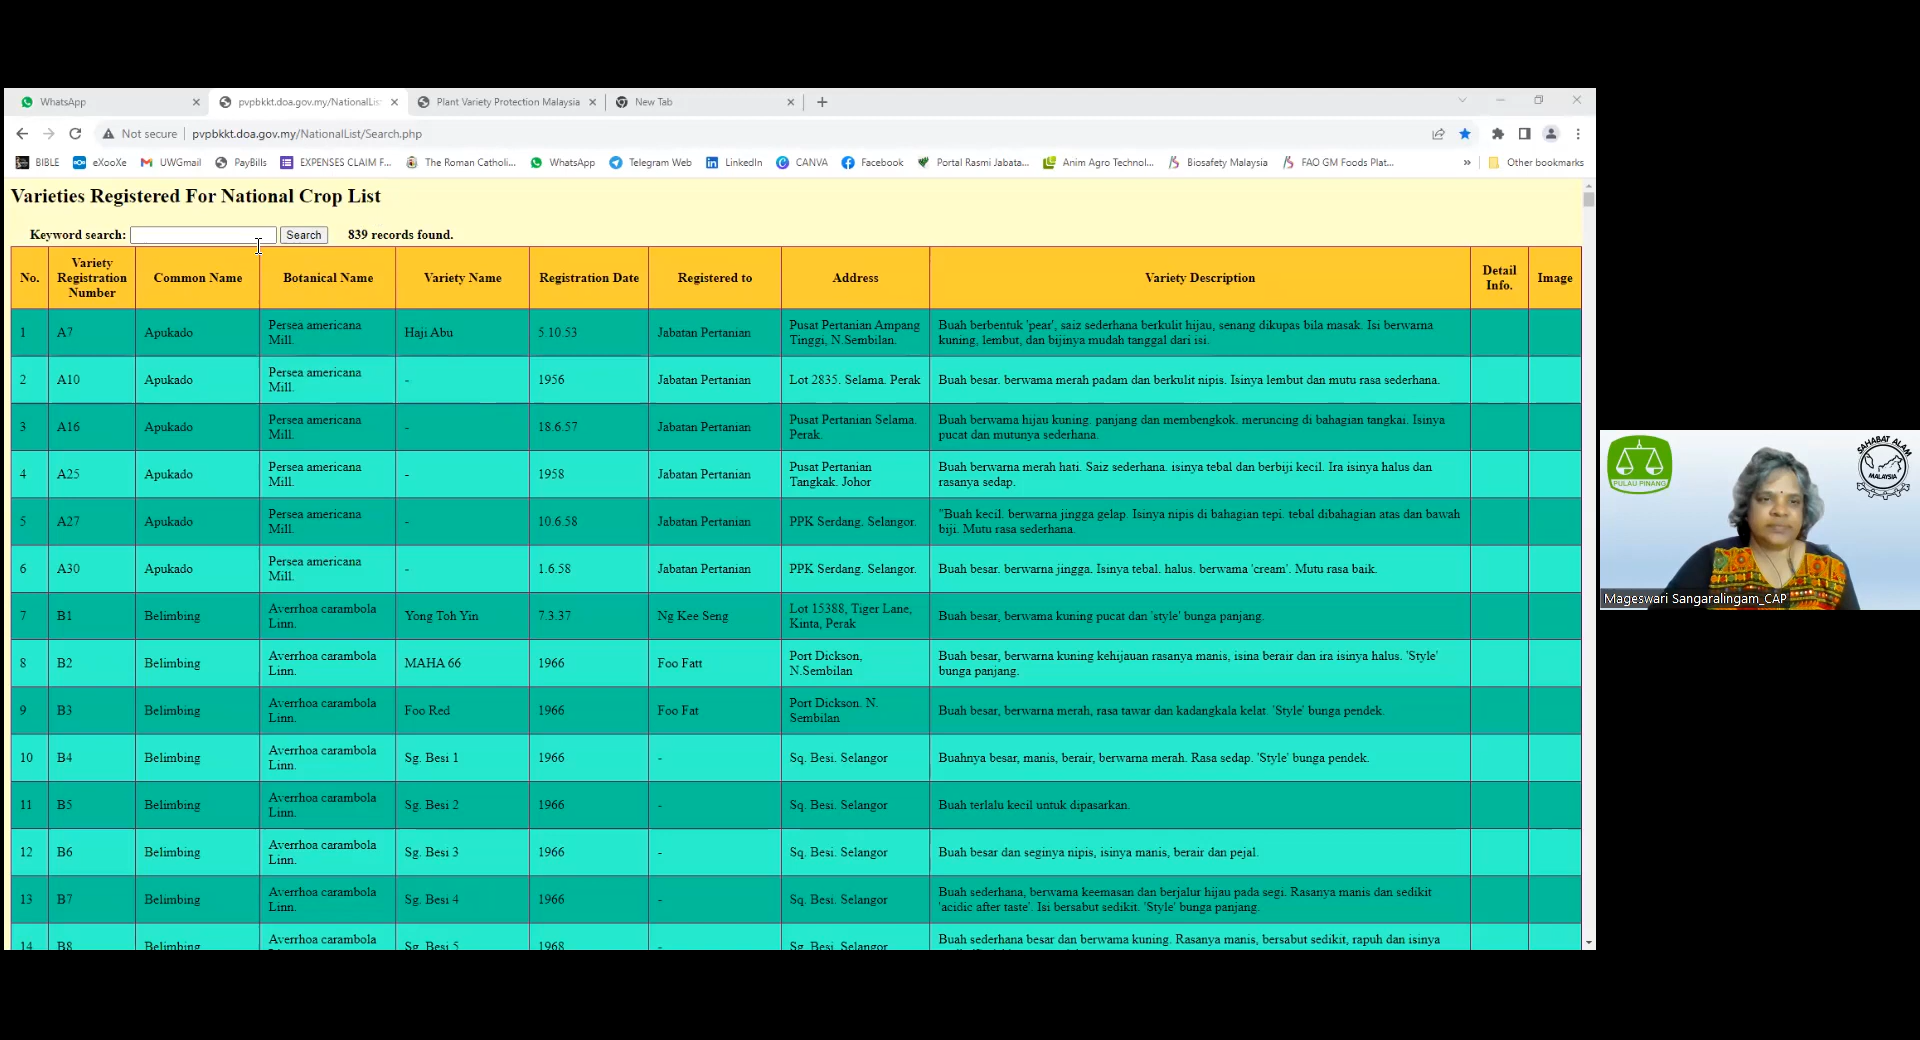 WhatsApp
pvpbkkt.doa.gov.my/NationalLis
Plant Variety Protection Malaysia
New Tab
Not secure
pvpbkkt.doa.gov.my/NationalList/Search.php
BIBLE
eXooXe
UWGmail
PayBills
EXPENSES CLAIM F...
The Roman Catholi...
WhatsApp
Telegram Web
LinkedIn
CANVA
Facebook
Portal Rasmi Jabata...
Anim Agro Technol...
Biosafety Malaysia
FAO GM Foods Plat...
» Other bookmarks
Varieties Registered For National Crop List
Keyword search:
Search
839 records found.
No.
Variety
Registration
Number
Common Name
Botanical Name
Variety Name
Registration Date
Registered to
Address
Variety Description
Detail
Info.
Image
1
A7
Apukado
Persea americana
Mill.
Haji Abu
5.10.53
Jabatan Pertanian
Pusat Pertanian Ampang
Tinggi, N.Sembilan.
Buah berbentuk 'pear', saiz sederhana berkulit hijau, senang dikupas bila masak. Isi berwarna
kuning, lembut, dan bijinya mudah tanggal dari isi.
2
A10
Apukado
Persea americana
Mill.
-
1956
Jabatan Pertanian
Lot 2835. Selama. Perak
Buah besar. berwama merah padam dan berkulit nipis. Isinya lembut dan mutu rasa sederhana.
3
A16
Apukado
Persea americana
Mill.
-
18.6.57
Jabatan Pertanian
Pusat Pertanian Selama.
Perak.
Buah berwama hijau kuning. panjang dan membengkok. meruncing di bahagian tangkai. Isinya
pucat dan mutunya sederhana.
4
A25
Apukado
Persea americana
Mill.
-
1958
Jabatan Pertanian
Pusat Pertanian
Tangkak. Johor
Buah berwarna merah hati. Saiz sederhana. isinya tebal dan berbiji kecil. Ira isinya halus dan
rasanya sedap.
5
A27
Apukado
Persea americana
Mill.
-
10.6.58
Jabatan Pertanian
PPK Serdang. Selangor.
"Buah kecil. berwarna jingga gelap. Isinya nipis di bahagian tepi. tebal dibahagian atas dan bawah
biji. Mutu rasa sederhana.
6
A30
Apukado
Persea americana
Mill.
-
1.6.58
Jabatan Pertanian
PPK Serdang. Selangor.
Buah besar. berwarna jingga. Isinya tebal. halus. berwama 'cream'. Mutu rasa baik.
7
B1
Belimbing
Averrhoa carambola
Linn.
Yong Toh Yin
7.3.37
Ng Kee Seng
Lot 15388, Tiger Lane,
Kinta, Perak
Buah besar, berwama kuning pucat dan 'style' bunga panjang.
8
B2
Belimbing
Averrhoa carambola
Linn.
MAHA 66
1966
Foo Fatt
Port Dickson,
N.Sembilan
Buah besar, berwarna kuning kehijauan rasanya manis, isina berair dan ira isinya halus. 'Style'
bunga panjang.
9
B3
Belimbing
Averrhoa carambola
Linn.
Foo Red
1966
Foo Fat
Port Dickson. N.
Sembilan
Buah besar, berwarna merah, rasa tawar dan kadangkala kelat. 'Style' bunga pendek.
10
B4
Belimbing
Averrhoa carambola
Linn.
Sg. Besi 1
1966
-
Sq. Besi. Selangor
Buahnya besar, manis, berair, berwarna merah. Rasa sedap. 'Style' bunga pendek.
11
B5
Belimbing
Averrhoa carambola
Linn.
Sg. Besi 2
1966
-
Sq. Besi. Selangor
Buah terlalu kecil untuk dipasarkan.
12
B6
Belimbing
Averrhoa carambola
Linn.
Sg. Besi 3
1966
-
Sq. Besi. Selangor
Buah besar dan seginya nipis, isinya manis, berair dan pejal.
13
B7
Belimbing
Averrhoa carambola
Linn.
Sg. Besi 4
1966
-
Sq. Besi. Selangor
Buah sederhana, berwama keemasan dan berjalur hijau pada segi. Rasanya manis dan sedikit
'acidic after taste'. Isi bersabut sedikit. 'Style' bunga panjang.
14
B8
Belimbing
Averrhoa carambola
Sg. Besi 5
1968
-
Sg. Besi. Selangor
Buah sederhana besar dan berwama kuning. Rasanya manis, bersabut sedikit, rapuh dan isinya
PULAU PINANG
SAHABAT ALAM
MALAYSIA
Mageswari Sangaralingam_CAP